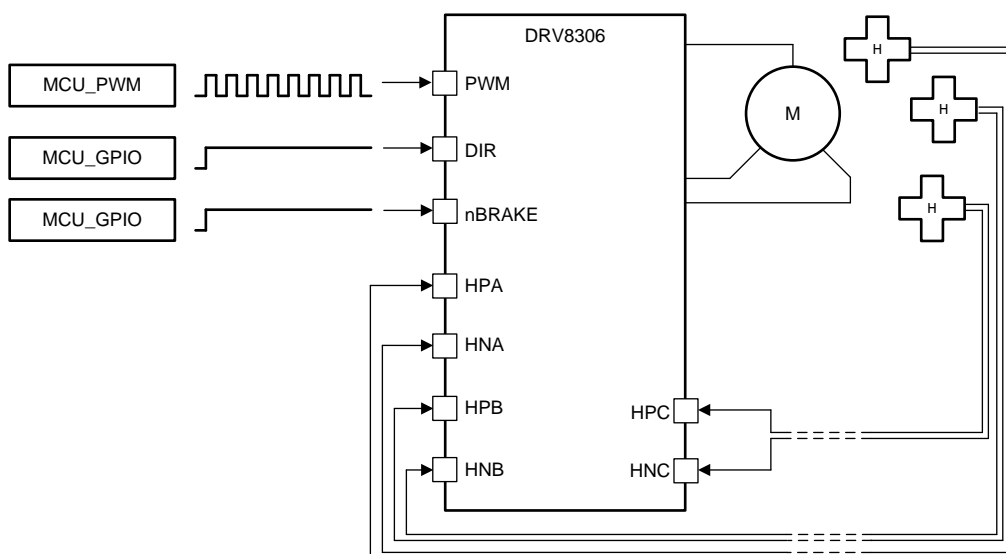 DRV8306
MCU_PWM
PWM
MCU_GPIO
DIR
MCU_GPIO
nBRAKE
HPA
HNA
HPB
HNB
HPC
HNC
M
H
H
H